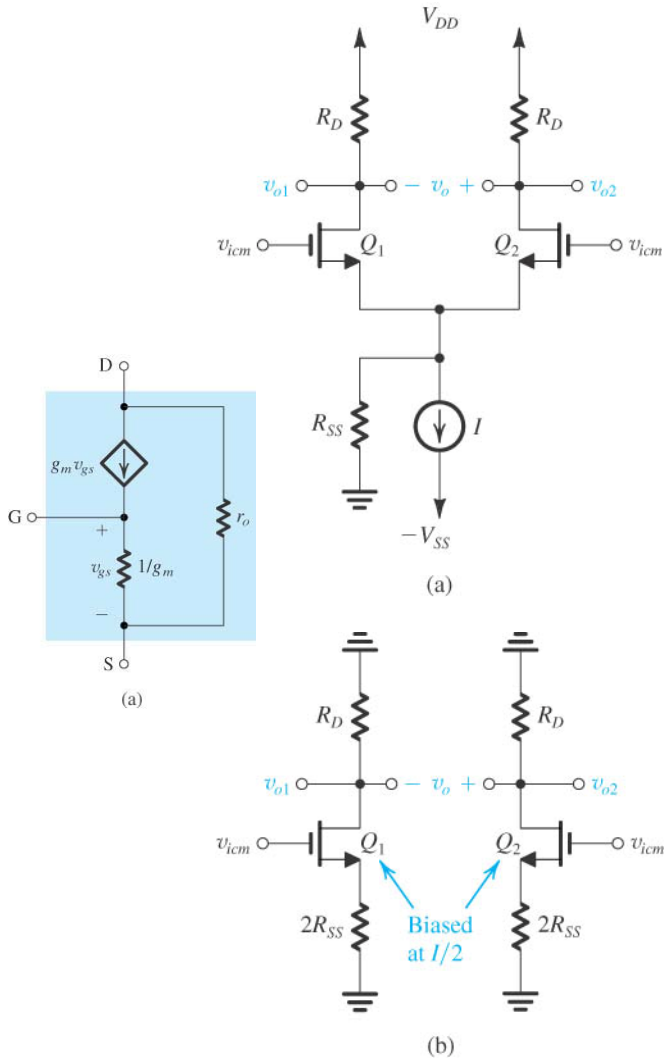 V_DD
R_D R_D
v_o1 − v_o + v_o2
v_icm Q_1 Q_2 v_icm
R_SS I
−V_SS
(a)
D
g_m v_gs
G + r_o
v_gs 1/g_m
−
S
(a)
R_D R_D
v_o1 − v_o + v_o2
v_icm Q_1 Q_2 v_icm
2R_SS Biased 2R_SS
at I/2
(b)